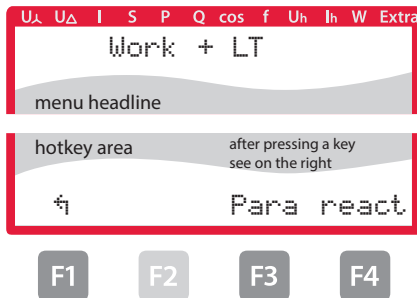 U⅄ U△ I S P Q cos f Uh Ih W Extra
Work + LT
menu headline
hotkey area
after pressing a key
see on the right
↰ Para react
F1 F2 F3 F4